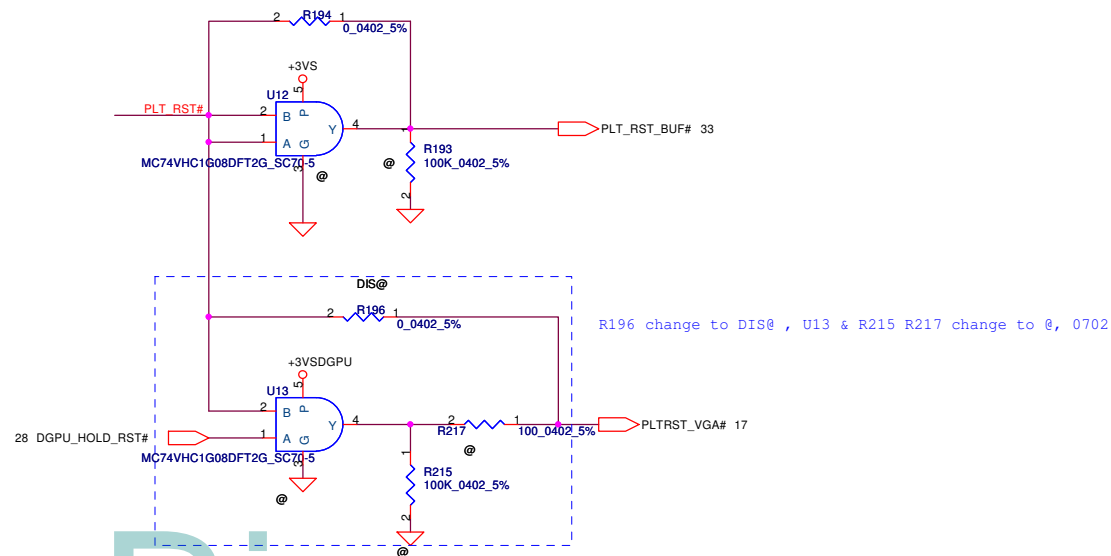 R194
2 1
0_0402_5%
+3VS
5
U12
PLT_RST#
2 B P
Y 4
PLT_RST_BUF# 33
1 A G
1
R193
100K_0402_5%
@
MC74VHC1G08DFT2G_SC70-5
3
@
2
DIS@
R196
2 1
0_0402_5%
R196 change to DIS@ , U13 & R215 R217 change to @, 0702
+3VSDGPU
5
U13
2 B P
Y 4
2 1
R217
100_0402_5%
PLTRST_VGA# 17
28 DGPU_HOLD_RST#
1 A G
@
1
MC74VHC1G08DFT2G_SC70-5
3
R215
100K_0402_5%
@
2
@